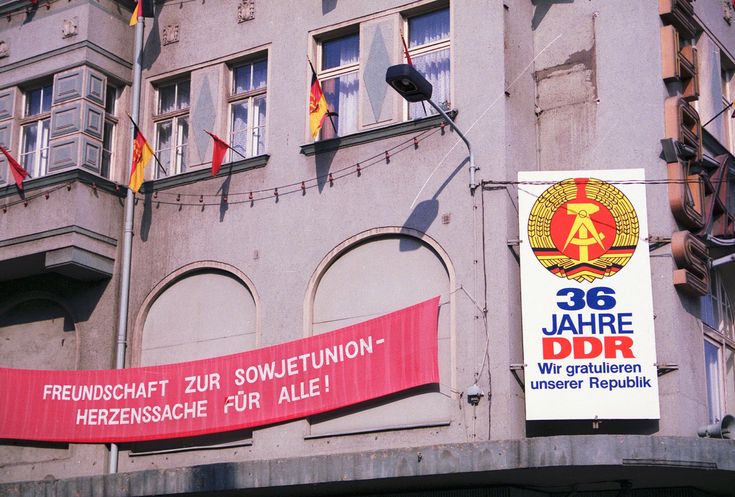 FREUNDSCHAFT ZUR SOWJETUNION-
HERZENSSACHE FÜR ALLE!
36
JAHRE
DDR
Wir gratulieren
unserer Republik